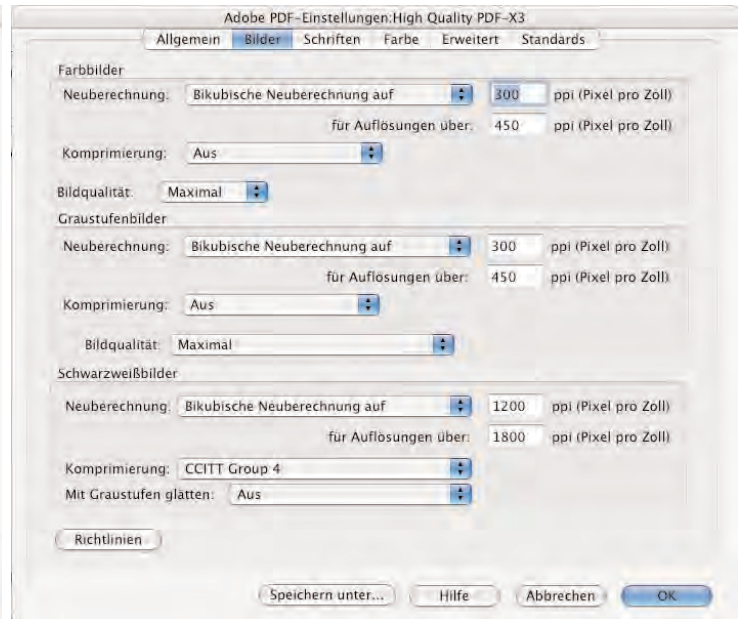 Adobe PDF-Einstellungen:High Quality PDF-X3
Allgemein Bilder Schriften Farbe Erweitert Standards
Farbbilder
Neuberechnung: Bikubische Neuberechnung auf 300 ppi (Pixel pro Zoll)
für Auflösungen über: 450 ppi (Pixel pro Zoll)
Komprimierung: Aus
Bildqualität: Maximal
Graustufenbilder
Neuberechnung: Bikubische Neuberechnung auf 300 ppi (Pixel pro Zoll)
für Auflösungen über: 450 ppi (Pixel pro Zoll)
Komprimierung: Aus
Bildqualität: Maximal
Schwarzweißbilder
Neuberechnung: Bikubische Neuberechnung auf 1200 ppi (Pixel pro Zoll)
für Auflösungen über: 1800 ppi (Pixel pro Zoll)
Komprimierung: CCITT Group 4
Mit Graustufen glätten: Aus
Richtlinien
Speichern unter... Hilfe Abbrechen OK